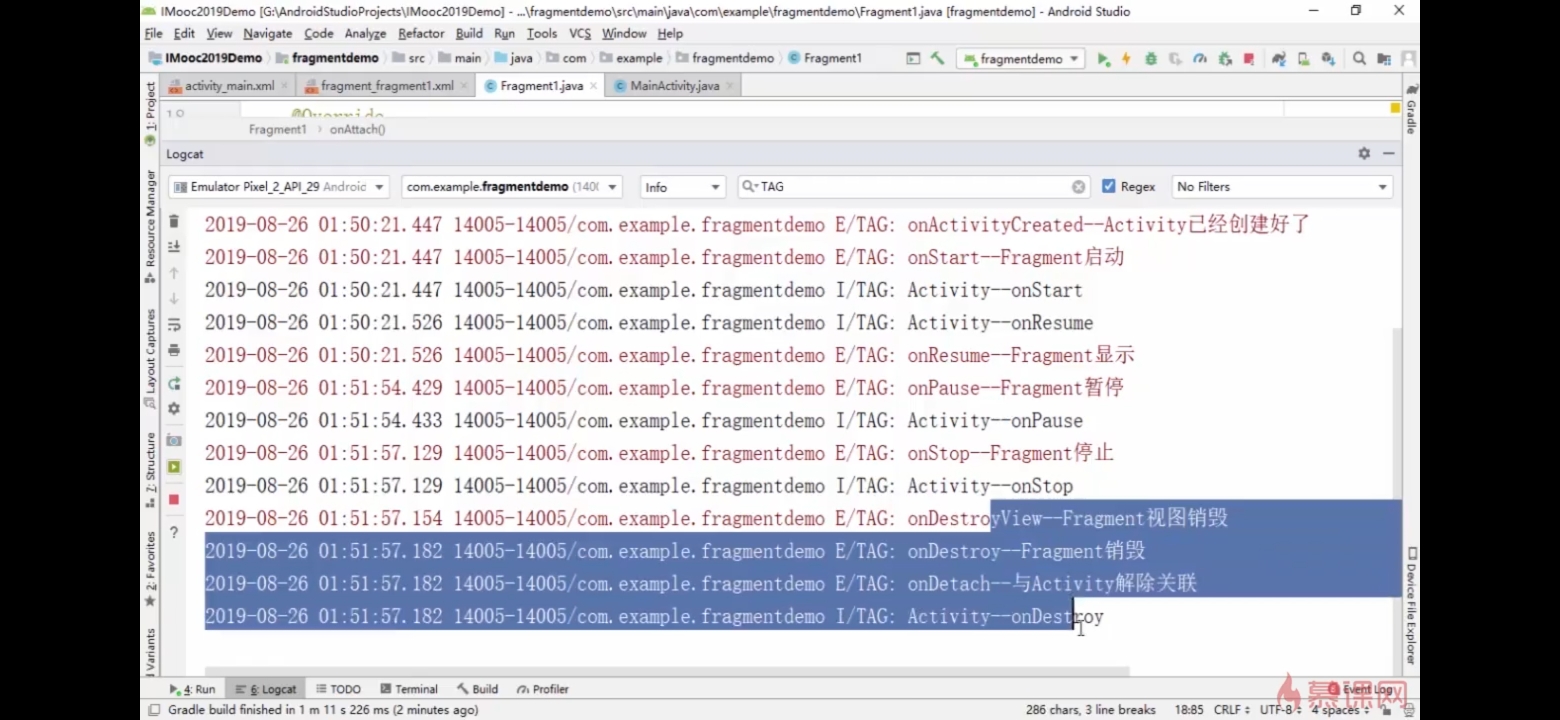 IMooc2019Demo [G:\AndroidStudioProjects\IMooc2019Demo] - ...\fragmentdemo\src\main\java\com\example\fragmentdemo\Fragment1.java [fragmentdemo] - Android Studio
File Edit View Navigate Code Analyze Refactor Build Run Tools VCS Window Help
IMooc2019Demo fragmentdemo src main java com example fragmentdemo Fragment1 fragmentdemo
activity_main.xml fragment_fragment1.xml Fragment1.java MainActivity.java
@Override
Fragment1 onAttach()
Logcat
Emulator Pixel_2_API_29 Android com.example.fragmentdemo (140 Info TAG Regex No Filters
2019-08-26 01:50:21.447 14005-14005/com.example.fragmentdemo E/TAG: onActivityCreated--Activity已经创建好了
2019-08-26 01:50:21.447 14005-14005/com.example.fragmentdemo E/TAG: onStart--Fragment启动
2019-08-26 01:50:21.447 14005-14005/com.example.fragmentdemo I/TAG: Activity--onStart
2019-08-26 01:50:21.526 14005-14005/com.example.fragmentdemo I/TAG: Activity--onResume
2019-08-26 01:50:21.526 14005-14005/com.example.fragmentdemo E/TAG: onResume--Fragment显示
2019-08-26 01:51:54.429 14005-14005/com.example.fragmentdemo E/TAG: onPause--Fragment暂停
2019-08-26 01:51:54.433 14005-14005/com.example.fragmentdemo I/TAG: Activity--onPause
2019-08-26 01:51:57.129 14005-14005/com.example.fragmentdemo E/TAG: onStop--Fragment停止
2019-08-26 01:51:57.129 14005-14005/com.example.fragmentdemo I/TAG: Activity--onStop
2019-08-26 01:51:57.154 14005-14005/com.example.fragmentdemo E/TAG: onDestroyView--Fragment视图销毁
2019-08-26 01:51:57.182 14005-14005/com.example.fragmentdemo E/TAG: onDestroy--Fragment销毁
2019-08-26 01:51:57.182 14005-14005/com.example.fragmentdemo E/TAG: onDetach--与Activity解除关联
2019-08-26 01:51:57.182 14005-14005/com.example.fragmentdemo I/TAG: Activity--onDestroy
4: Run 6: Logcat TODO Terminal Build Profiler Event Log
Gradle build finished in 1 m 11 s 226 ms (2 minutes ago) 286 chars, 3 line breaks 18:85 CRLF UTF-8 4 spaces
1: Project
Resource Manager
Layout Captures
7: Structure
2: Favorites
Variants
Gradle
Device File Explorer
慕课网